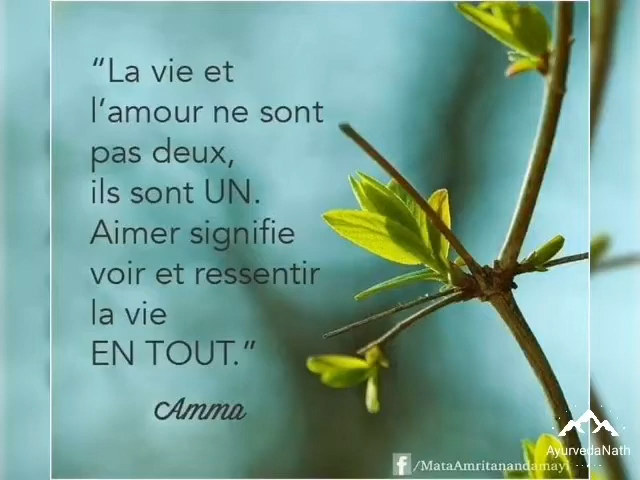 “La vie et
l’amour ne sont
pas deux,
ils sont UN.
Aimer signifie
voir et ressentir
la vie
EN TOUT.”
Amma
f/MataAmritanandamayi
AyurvedaNath